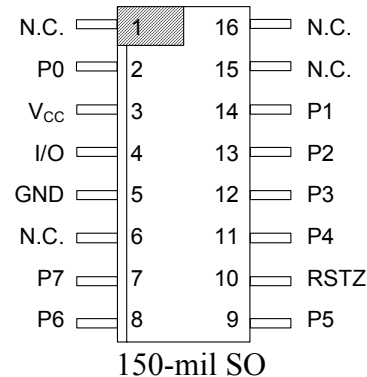 N.C. 1 16 N.C.
P0 2 15 N.C.
VCC 3 14 P1
I/O 4 13 P2
GND 5 12 P3
N.C. 6 11 P4
P7 7 10 RSTZ
P6 8 9 P5
150-mil SO